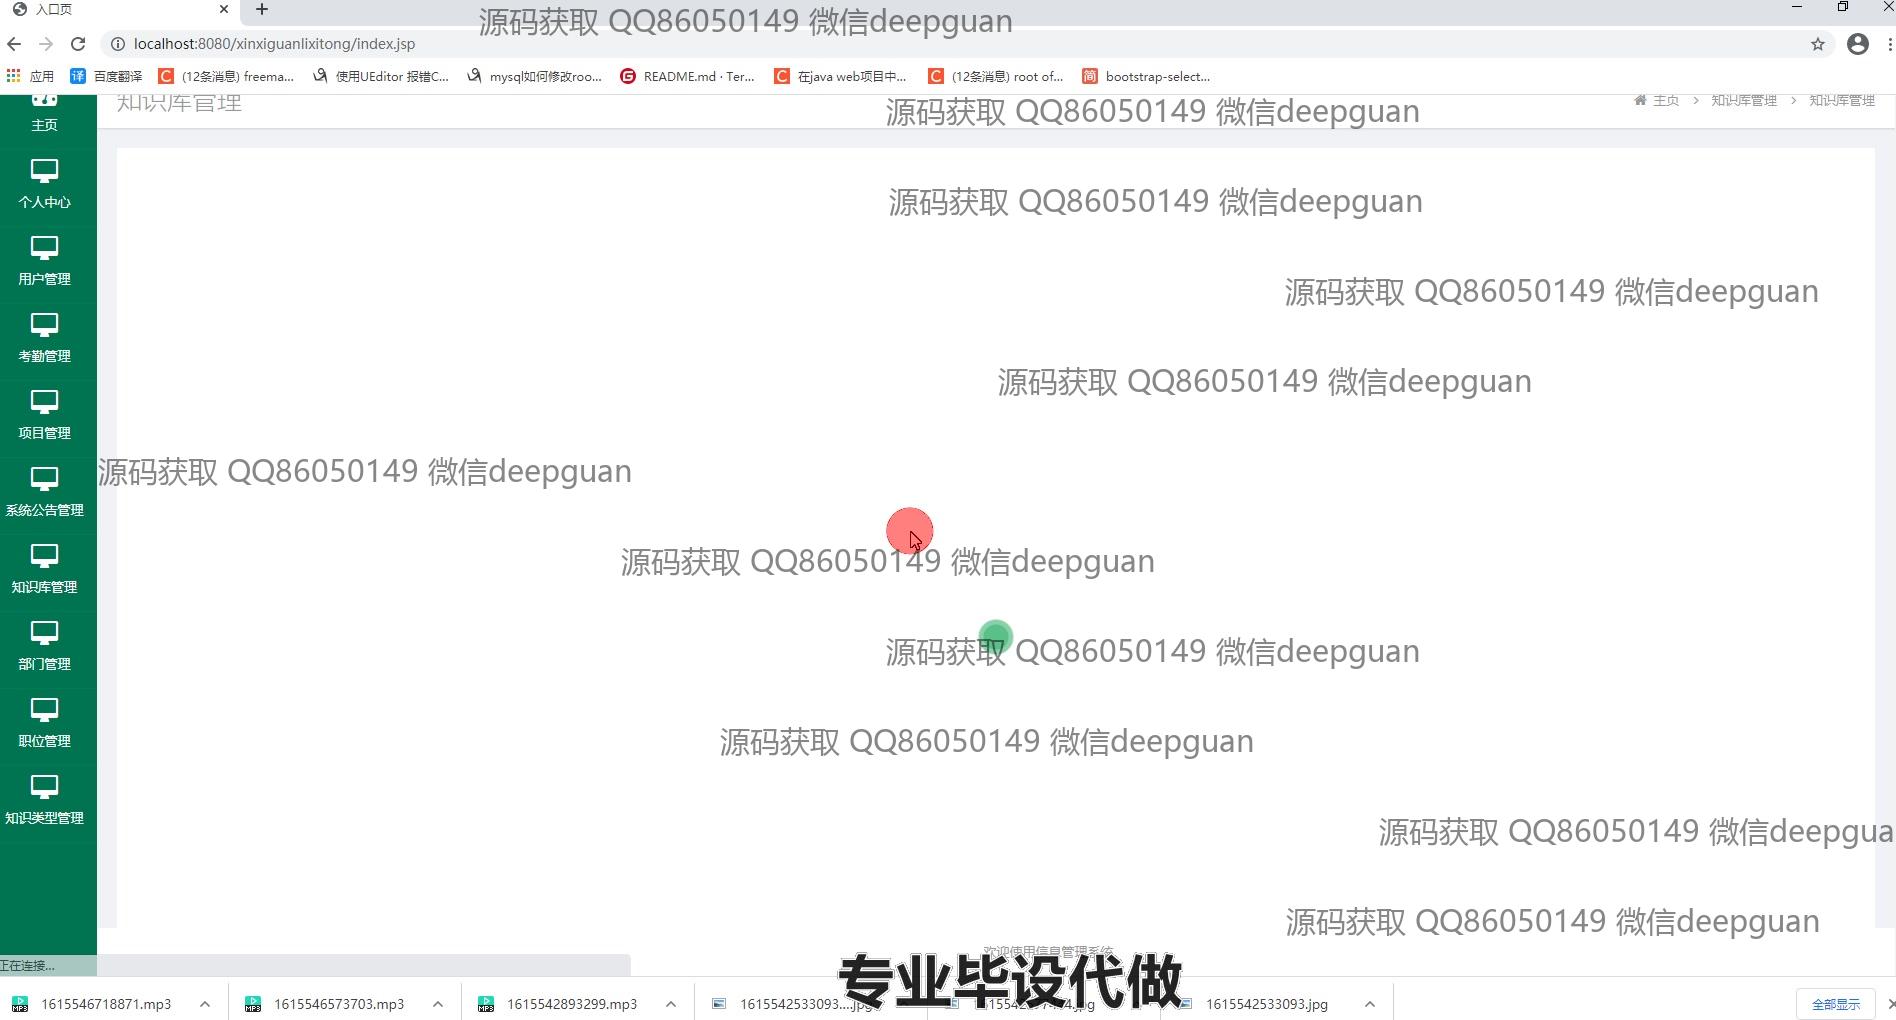 入口页
源码获取 QQ86050149 微信deepguan
localhost:8080/xinxiguanlixitong/index.jsp
应用
百度翻译
(12条消息) freema...
使用UEditor 报错C...
mysql如何修改roo...
README.md · Ter...
在java web项目中...
(12条消息) root of...
bootstrap-select...
知识库管理
源码获取 QQ86050149 微信deepguan
主页 > 知识库管理 > 知识库管理
主页
个人中心
源码获取 QQ86050149 微信deepguan
用户管理
源码获取 QQ86050149 微信deepguan
考勤管理
源码获取 QQ86050149 微信deepguan
项目管理
源码获取 QQ86050149 微信deepguan
系统公告管理
源码获取 QQ86050149 微信deepguan
知识库管理
源码获取 QQ86050149 微信deepguan
部门管理
源码获取 QQ86050149 微信deepguan
职位管理
知识类型管理
源码获取 QQ86050149 微信deepgua
源码获取 QQ86050149 微信deepguan
欢迎使用信息管理系统
正在连接...
专业毕设代做
1615546718871.mp3
1615546573703.mp3
1615542893299.mp3
1615542533093....jpg
1615542533093.jpg
全部显示